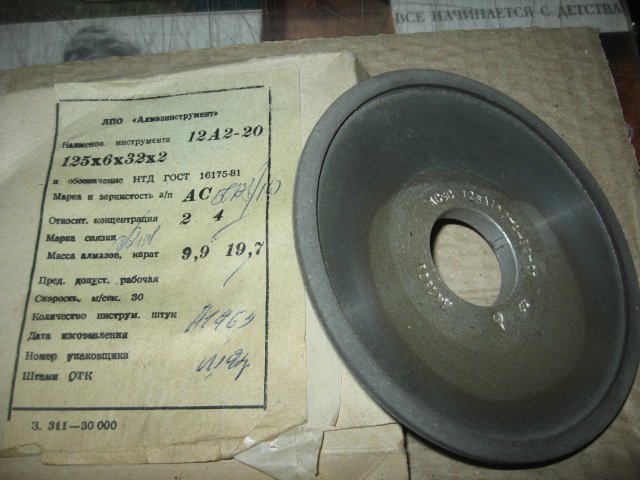 ВСЕ НАЧИНАЕТСЯ С ДЕТСТВА
ЛПО «Алмазинструмент»
Наименов. инструмента 12А2-20
125х6х32х2
и обозначение НТД ГОСТ 16175-81
Марка и зернистость а/п АС
Относит. концентрация 2 4
Марка связки
Масса алмазов, карат 9,9 19,7
Пред. допуст. рабочая
Скорость, м/сек. 30
Количество инструм. штук
Дата изготовления
Номер упаковщика
Штамп ОТК
З. 311—30 000